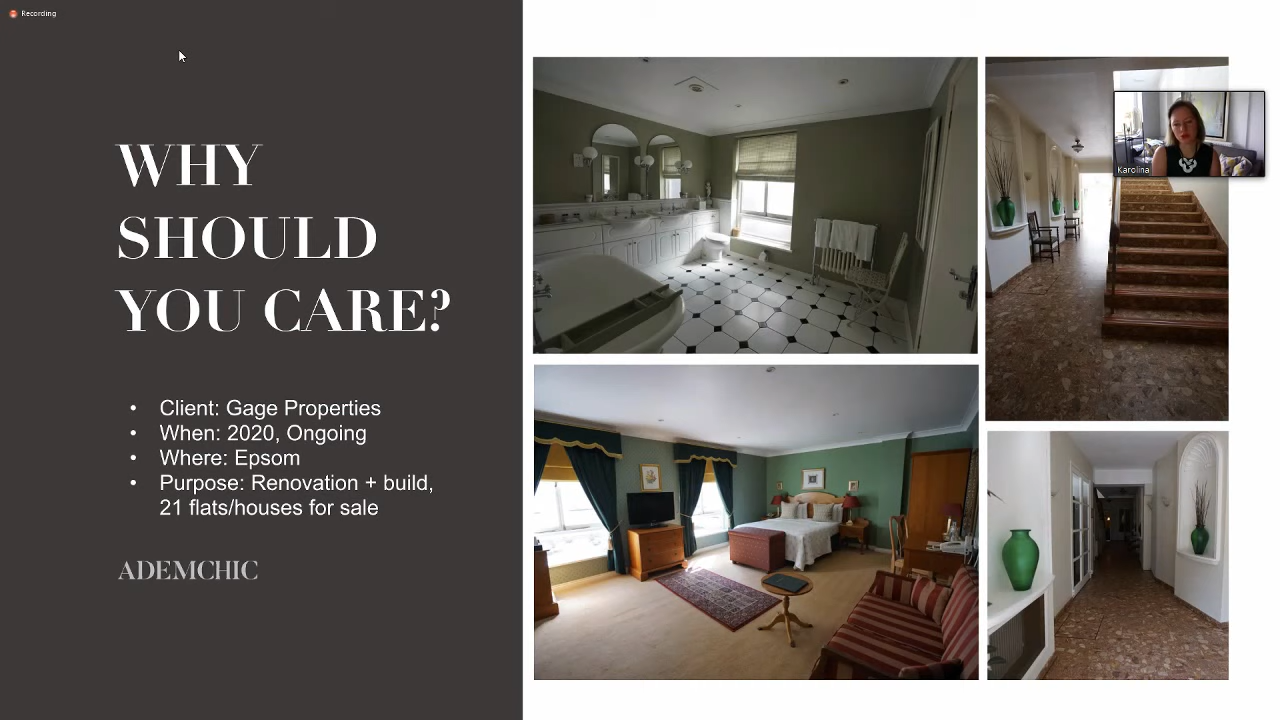 Recording
WHY
SHOULD
YOU CARE?
• Client: Gage Properties
• When: 2020, Ongoing
• Where: Epsom
• Purpose: Renovation + build,
21 flats/houses for sale
ADEMCHIC
Karolina